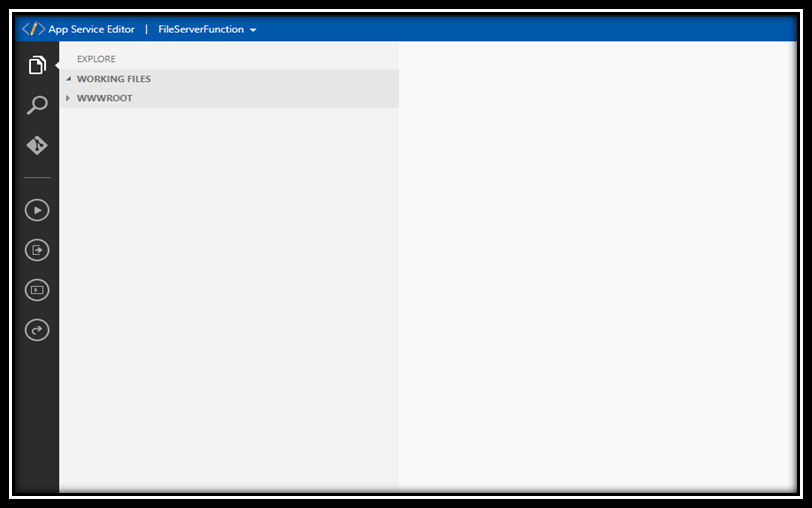 App Service Editor | FileServerFunction
EXPLORE
WORKING FILES
WWWROOT